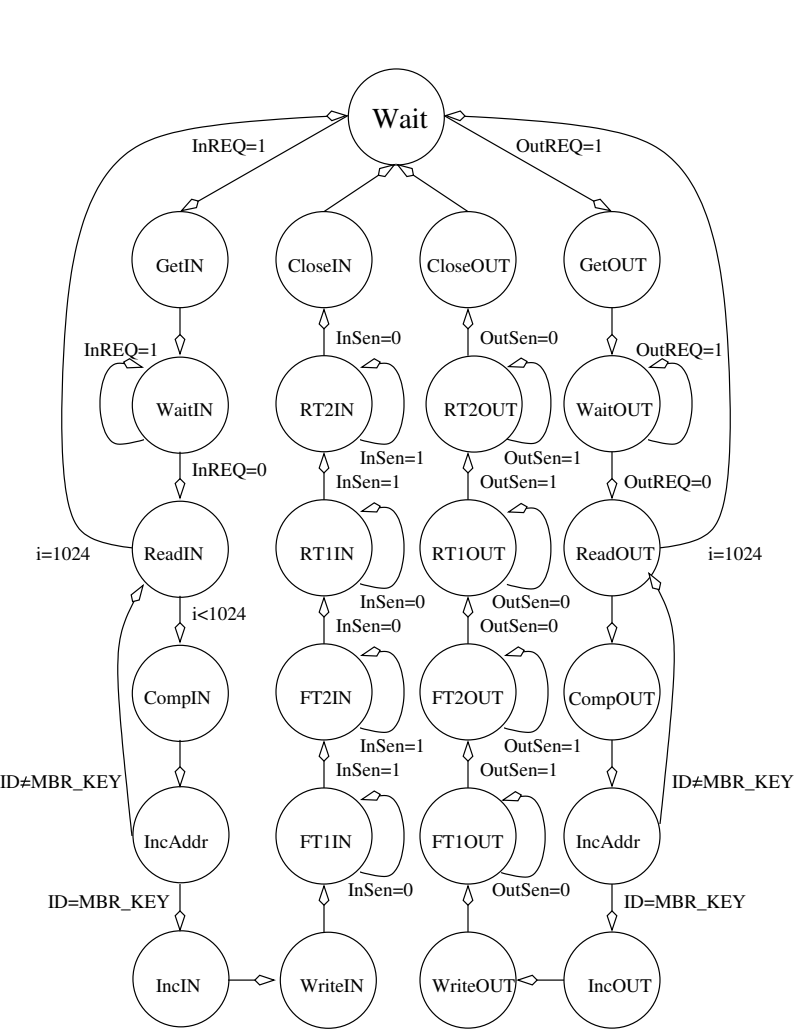 Wait
InREQ=1
OutREQ=1
GetIN
CloseIN
CloseOUT
GetOUT
InSen=0
OutSen=0
InREQ=1
OutREQ=1
WaitIN
RT2IN
RT2OUT
WaitOUT
InSen=1
OutSen=1
InREQ=0
InSen=1
OutSen=1
OutREQ=0
i=1024
ReadIN
RT1IN
RT1OUT
ReadOUT
i=1024
InSen=0
OutSen=0
i<1024
InSen=0
OutSen=0
CompIN
FT2IN
FT2OUT
CompOUT
InSen=1
OutSen=1
InSen=1
OutSen=1
ID≠MBR_KEY
ID≠MBR_KEY
IncAddr
FT1IN
FT1OUT
IncAddr
InSen=0
OutSen=0
ID=MBR_KEY
ID=MBR_KEY
IncIN
WriteIN
WriteOUT
IncOUT